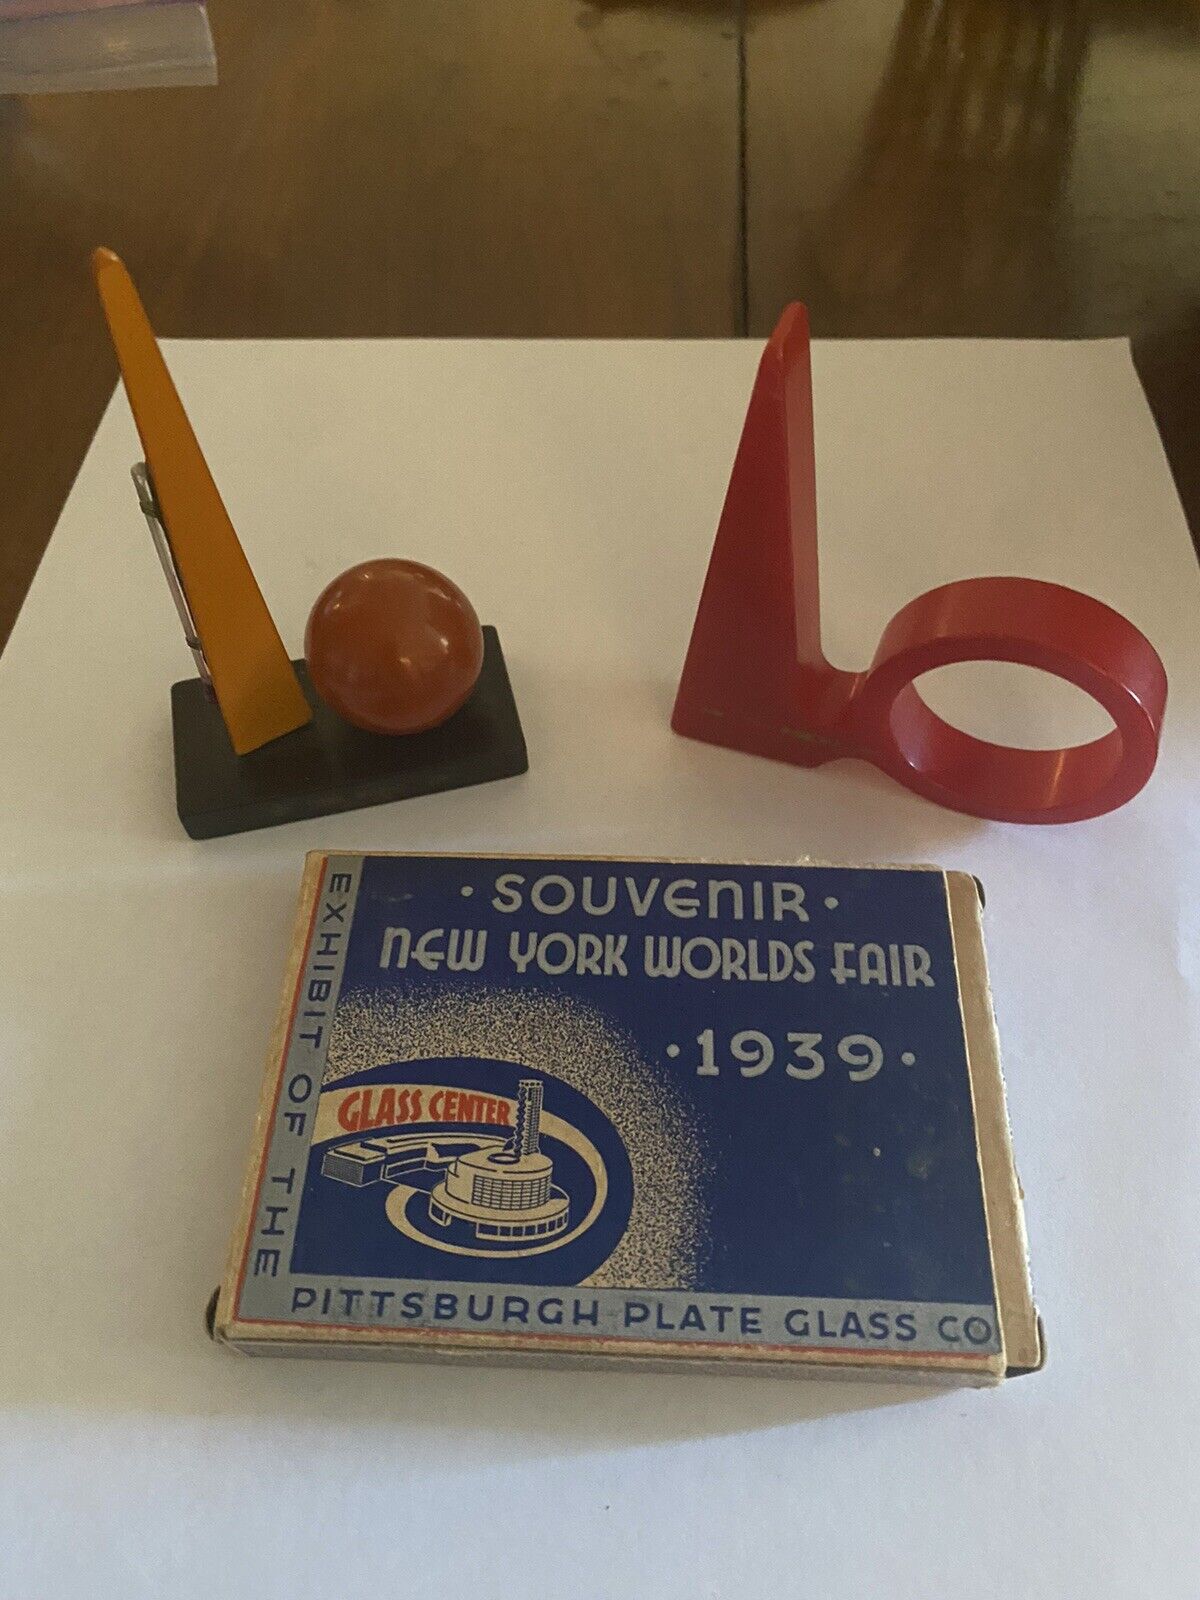 · SOUVENIR ·
NEW YORK WORLDS FAIR
· 1939 ·
GLASS CENTER
EXHIBIT OF THE
PITTSBURGH PLATE GLASS CO.